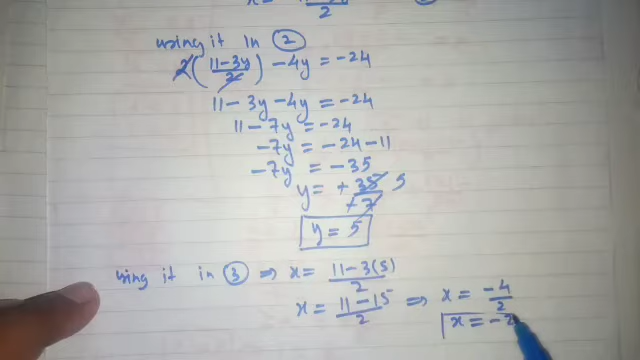 using it in ②
2(11-3y/2) - 4y = -24
11 - 3y - 4y = -24
11 - 7y = -24
-7y = -24 - 11
-7y = -35
y = +35/+7 5
y = 5
using it in ③ ⇒ x = 11-3(5)/2
x = 11-15/2 ⇒ x = -4/2
x = -2